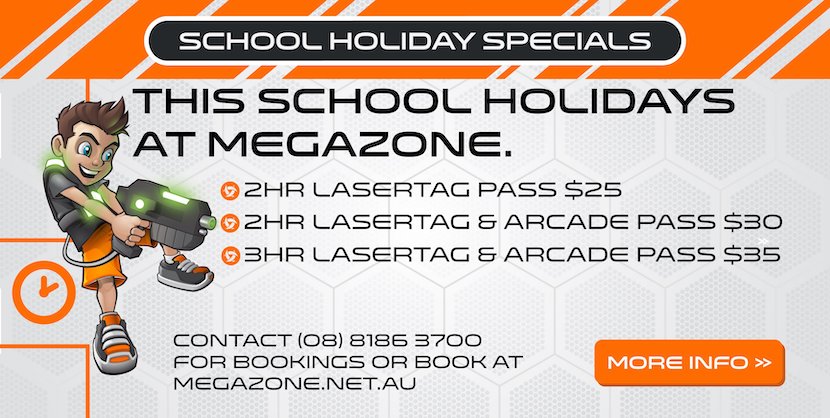 SCHOOL HOLIDAY SPECIALS
THIS SCHOOL HOLIDAYS
AT MEGAZONE.
2HR LASERTAG PASS $25
2HR LASERTAG & ARCADE PASS $30
3HR LASERTAG & ARCADE PASS $35
CONTACT (08) 8186 3700
FOR BOOKINGS OR BOOK AT
MEGAZONE.NET.AU
MORE INFO >>